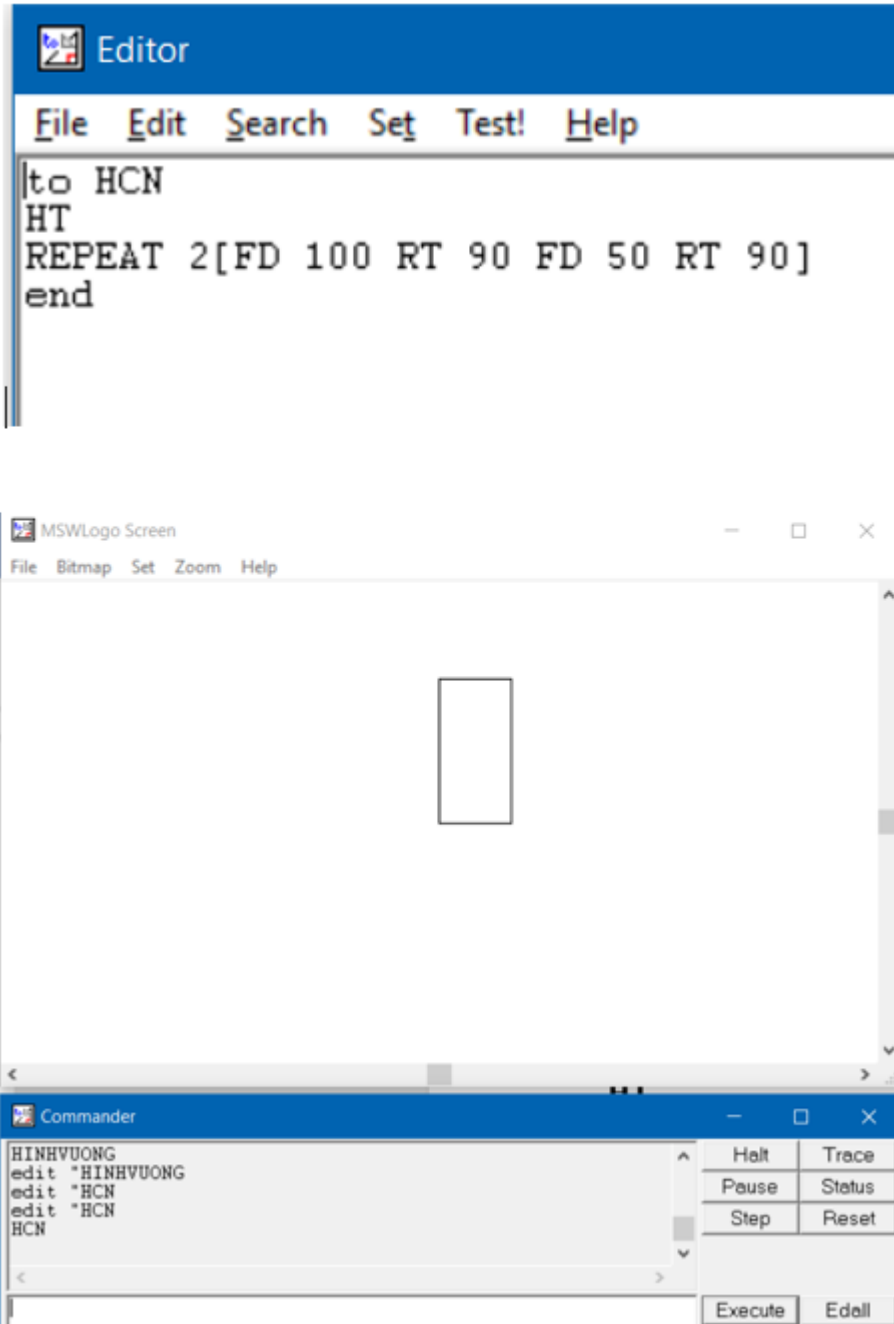 Editor
File Edit Search Set Test! Help
to HCN
HT
REPEAT 2[FD 100 RT 90 FD 50 RT 90]
end
MSWLogo Screen
File Bitmap Set Zoom Help
Commander
HINHVUONG
edit "HINHVUONG
edit "HCN
edit "HCN
HCN
Halt Trace
Pause Status
Step Reset
Execute Edall